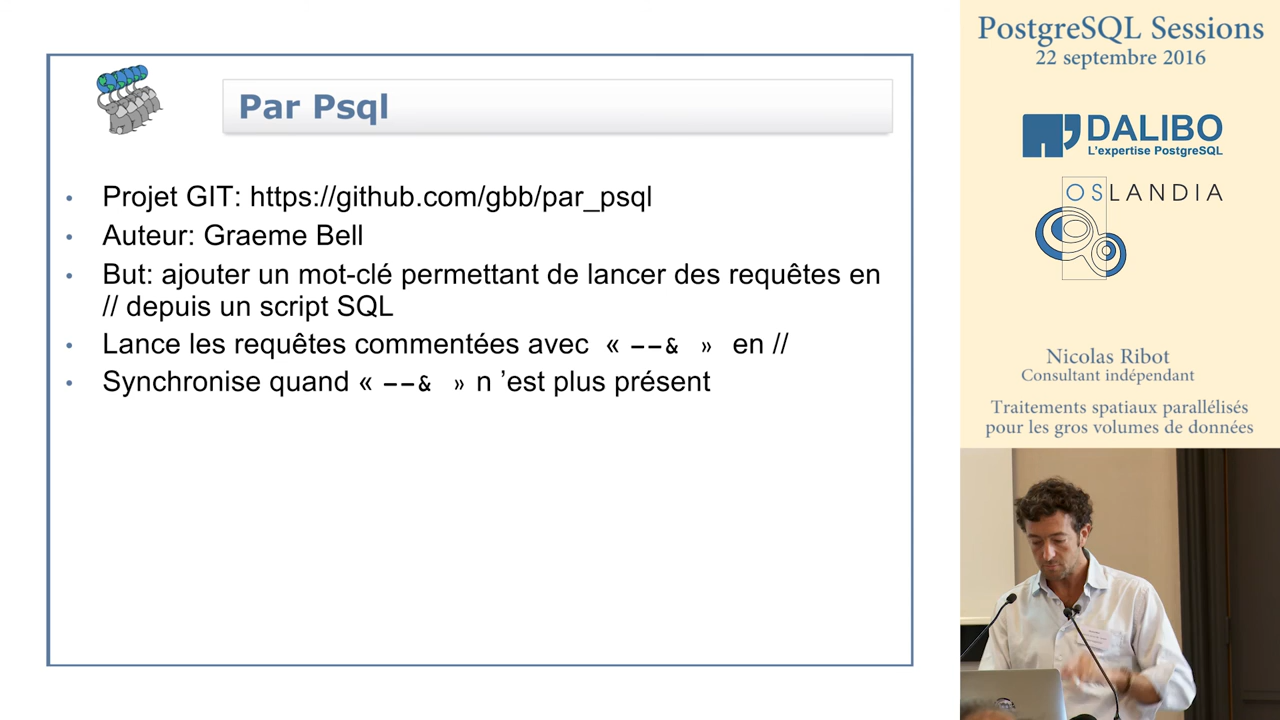 Par Psql
• Projet GIT: https://github.com/gbb/par_psql
• Auteur: Graeme Bell
• But: ajouter un mot-clé permettant de lancer des requêtes en
// depuis un script SQL
• Lance les requêtes commentées avec « --& » en //
• Synchronise quand « --& » n ’est plus présent
PostgreSQL Sessions
22 septembre 2016
DALIBO
L'expertise PostgreSQL
OSLANDIA
Nicolas Ribot
Consultant indépendant
Traitements spatiaux parallélisés
pour les gros volumes de données